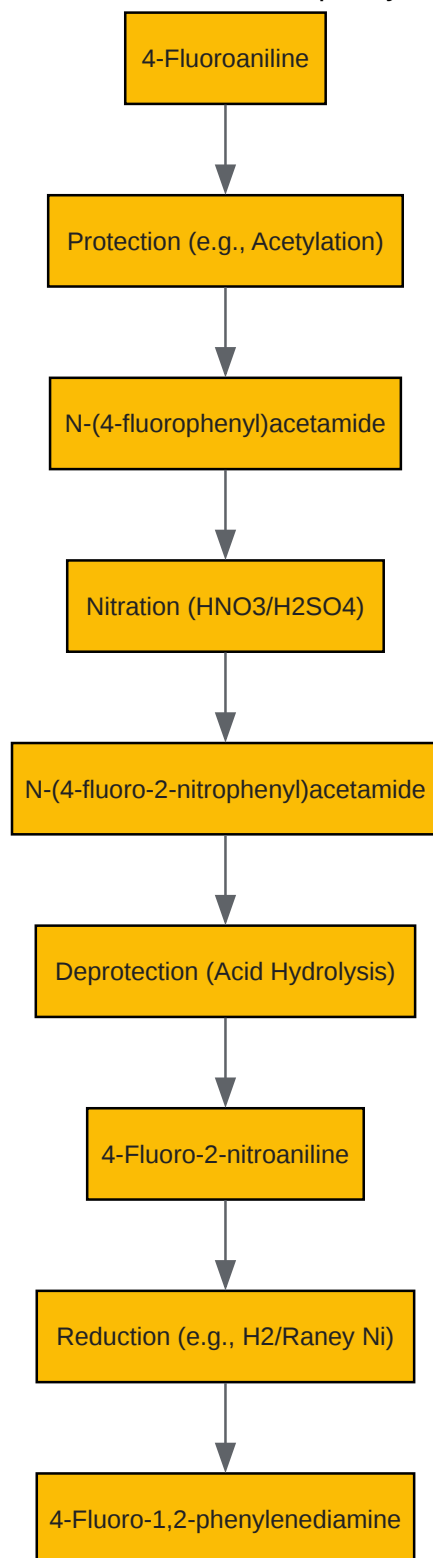 4-Fluoroaniline
Protection (e.g., Acetylation)
N-(4-fluorophenyl)acetamide
Nitration (HNO3/H2SO4)
N-(4-fluoro-2-nitrophenyl)acetamide
Deprotection (Acid Hydrolysis)
4-Fluoro-2-nitroaniline
Reduction (e.g., H2/Raney Ni)
4-Fluoro-1,2-phenylenediamine